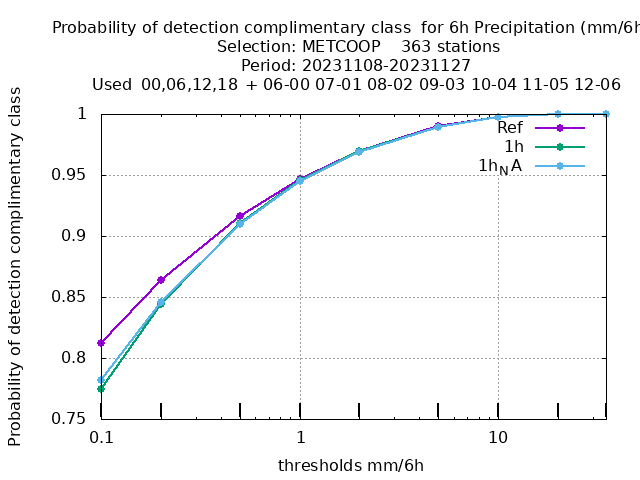 Probability of detection complimentary class  for 6h Precipitation (mm/6h
Selection: METCOOP    363 stations
Period: 20231108-20231127
Used  00,06,12,18  + 06-00 07-01 08-02 09-03 10-04 11-05 12-06
Probability of detection complimentary class
1
0.95
0.9
0.85
0.8
0.75
Ref
1h
1hNA
0.1
1
10
thresholds mm/6h